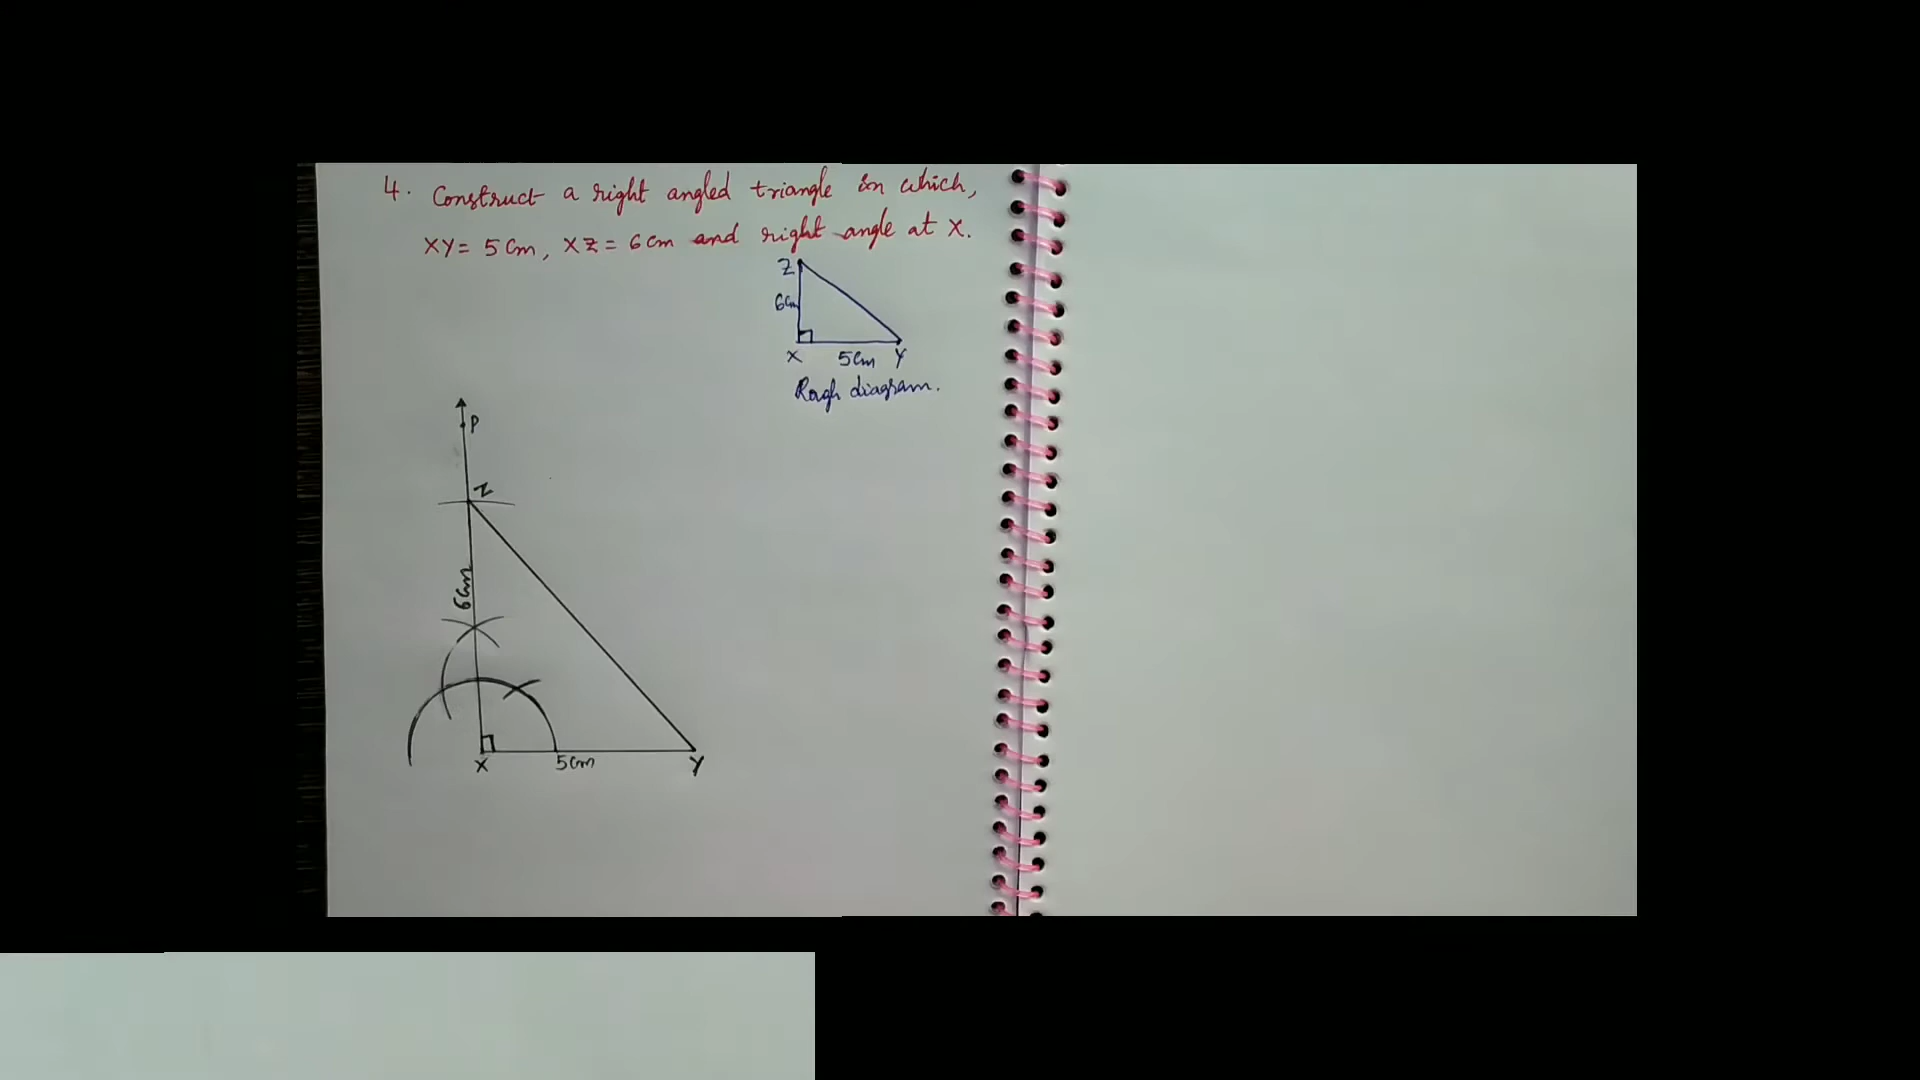 4. Construct a right angled triangle in which,
XY = 5 cm, XZ = 6 cm and right angle at X.
Z
6cm
X 5cm Y
Rough diagram.
P
Z
6cm
X 5cm Y